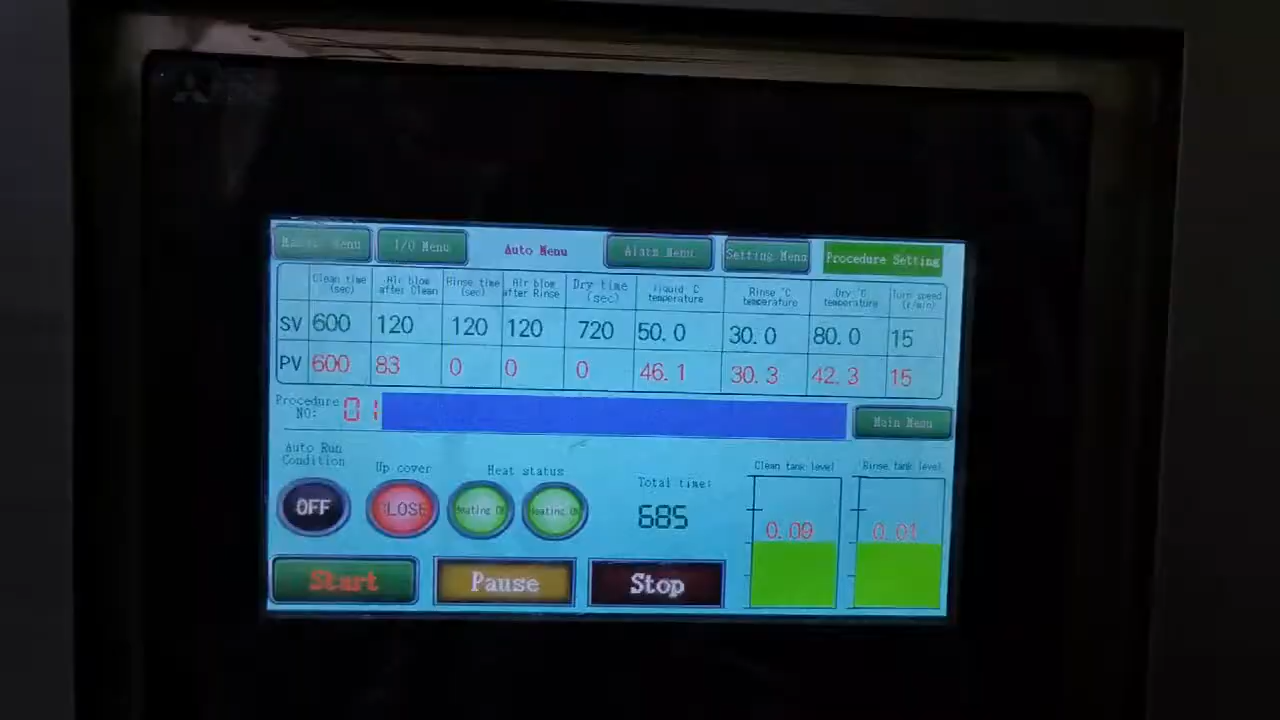 Menu I/O Menu Auto Menu Alarm Menu Setting Menu Procedure Setting
Clean time (sec) Air blow after Clean Rinse time (sec) Air blow after Rinse Dry time (sec) liquid °C temperature Rinse °C temperature Dry °C temperature Turn speed (r/min)
SV 600 120 120 120 720 50.0 30.0 80.0 15
PV 600 83 0 0 0 46.1 30.3 42.3 15
Procedure NO: 01 Main Menu
Auto Run Condition Up cover Heat status Total time: Clean tank level Rinse tank level
OFF CLOSE Heating ON Heating ON 685 0.09 0.01
Start Pause Stop